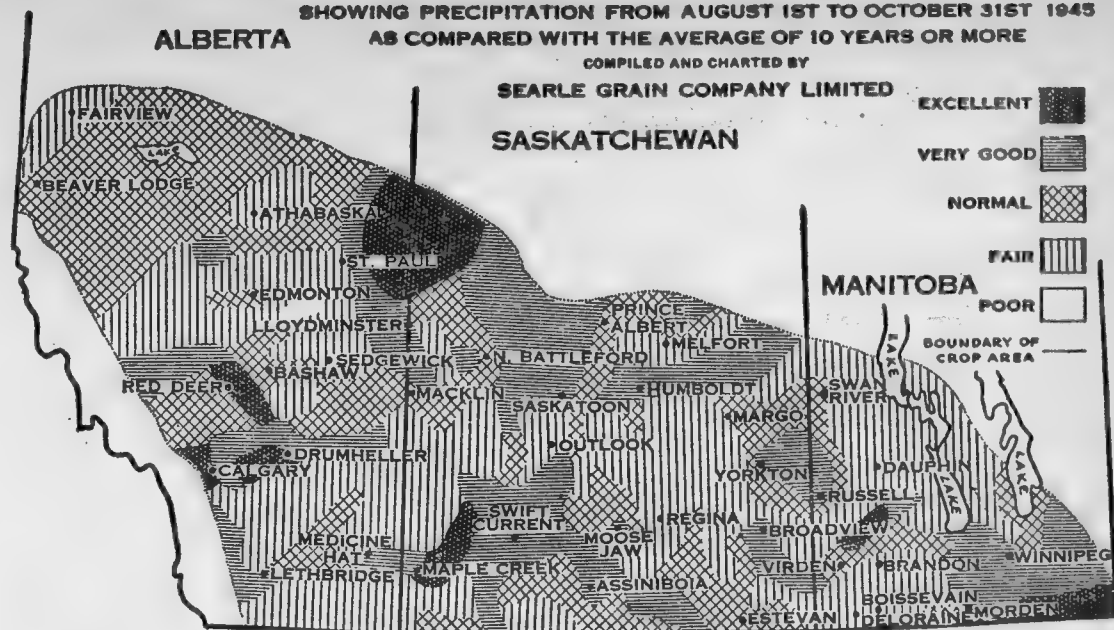 SHOWING PRECIPITATION FROM AUGUST 1ST TO OCTOBER 31ST 1945
ALBERTA
AS COMPARED WITH THE AVERAGE OF 10 YEARS OR MORE
COMPILED AND CHARTED BY
SEARLE GRAIN COMPANY LIMITED
SASKATCHEWAN
EXCELLENT
VERY GOOD
NORMAL
FAIR
MANITOBA
POOR
BOUNDARY OF
CROP AREA
FAIRVIEW
LAKE
BEAVER LODGE
ATHABASKA
ST. PAUL
EDMONTON
LLOYDMINSTER
PRINCE
ALBERT
MELFORT
SEDGEWICK
N. BATTLEFORD
BASHAW
RED DEER
MACKLIN
HUMBOLDT
SASKATOON
SWAN
RIVER
LAKE
MARGO
OUTLOOK
DRUMHELLER
CALGARY
YORKTON
DAUPHIN
LAKE
LAKE
RUSSELL
SWIFT
CURRENT
REGINA
BROADVIEW
MEDICINE
HAT
MOOSE
JAW
WINNIPEG
LETHBRIDGE
MAPLE CREEK
VIRDEN
BRANDON
ASSINIBOIA
BOISSEVAIN
MORDEN
ESTEVAN
DELORAINE